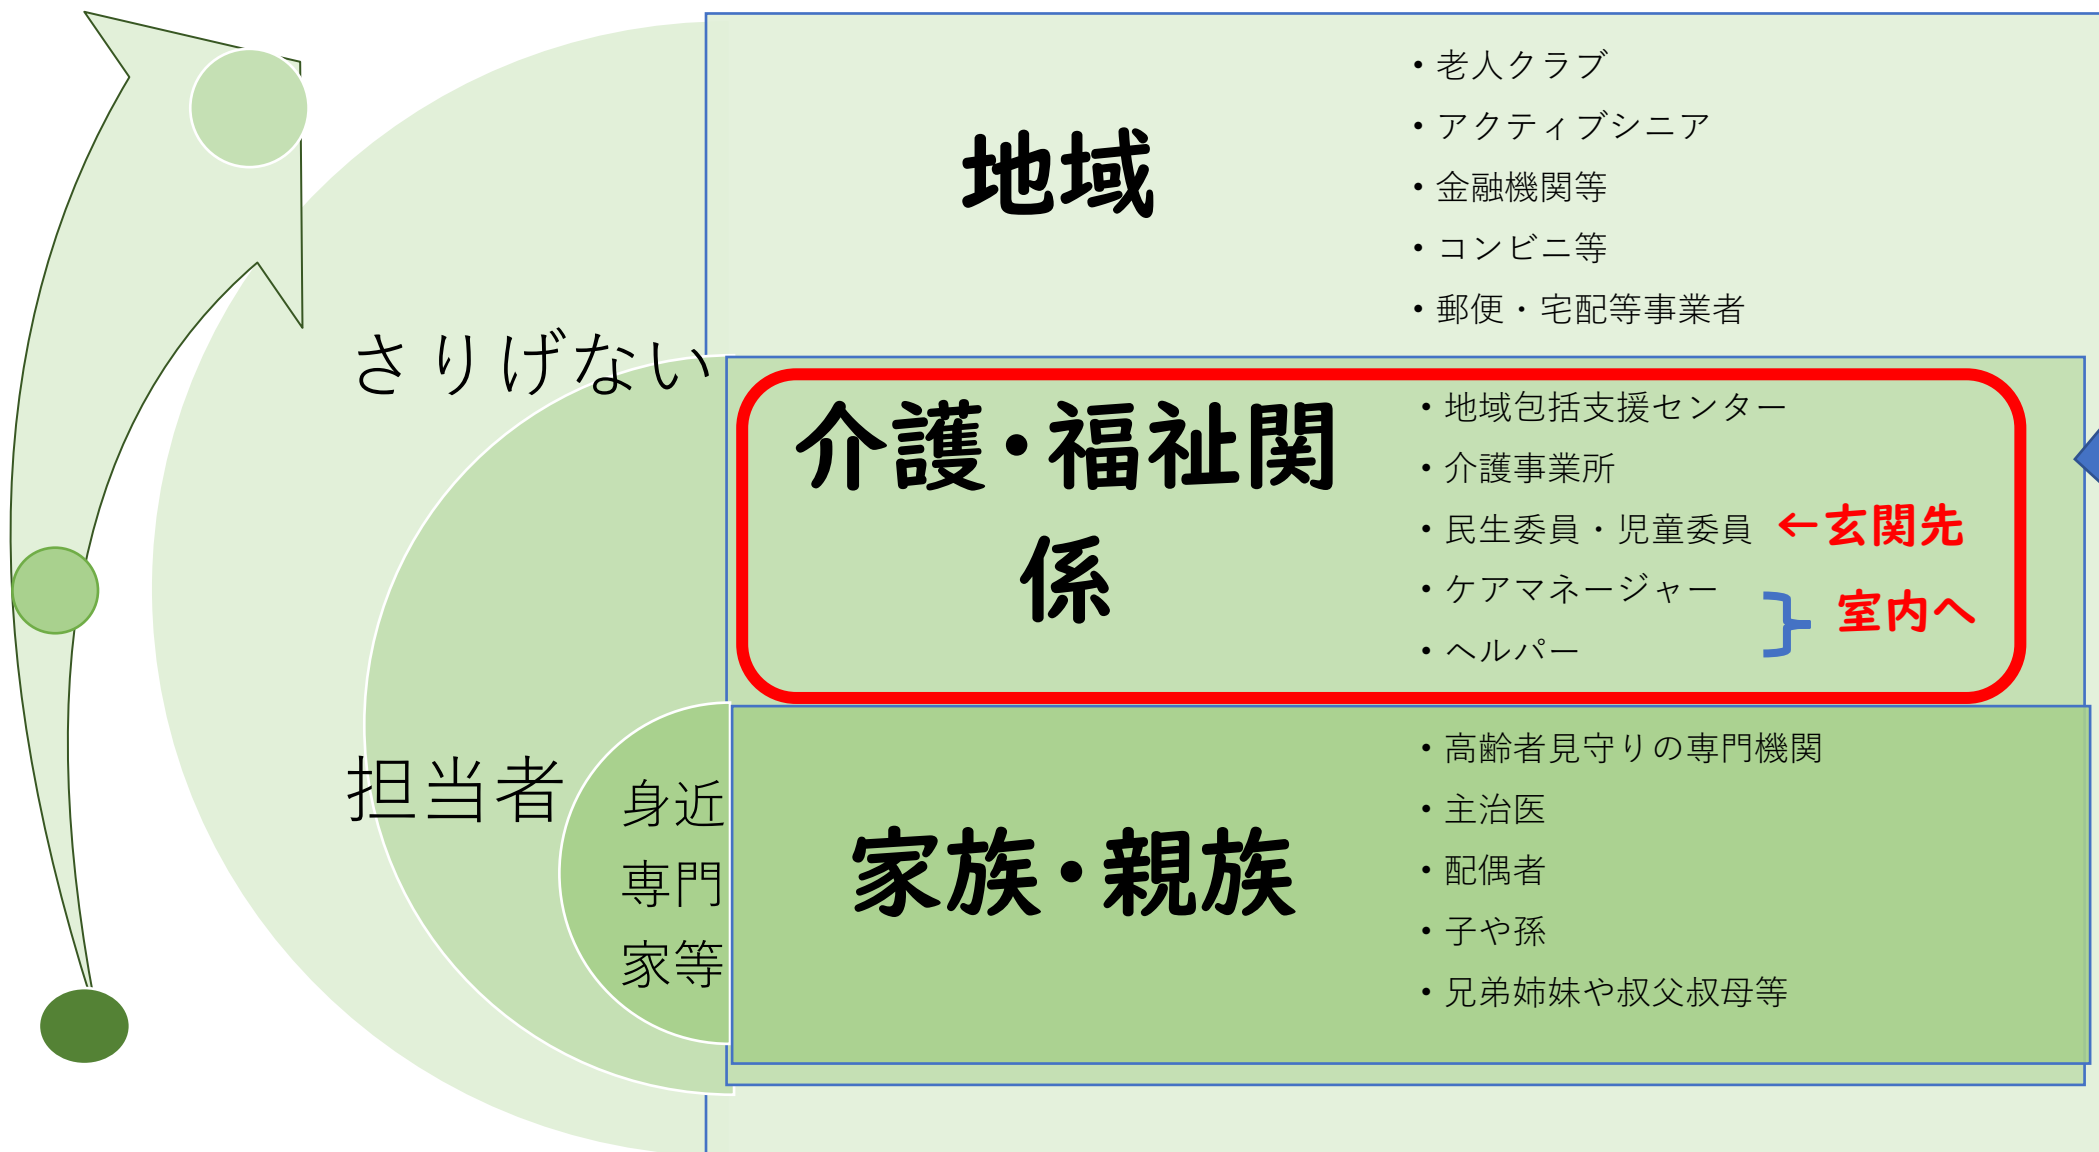 地域
・老人クラブ
・アクティブシニア
・金融機関等
・コンビニ等
・郵便・宅配等事業者
さりげない
介護・福祉関
係
・地域包括支援センター
・介護事業所
・民生委員・児童委員 ←玄関先
・ケアマネージャー
・ヘルパー
室内へ
担当者
身近
専門
家等
家族・親族
・高齢者見守りの専門機関
・主治医
・配偶者
・子や孫
・兄弟姉妹や叔父叔母等